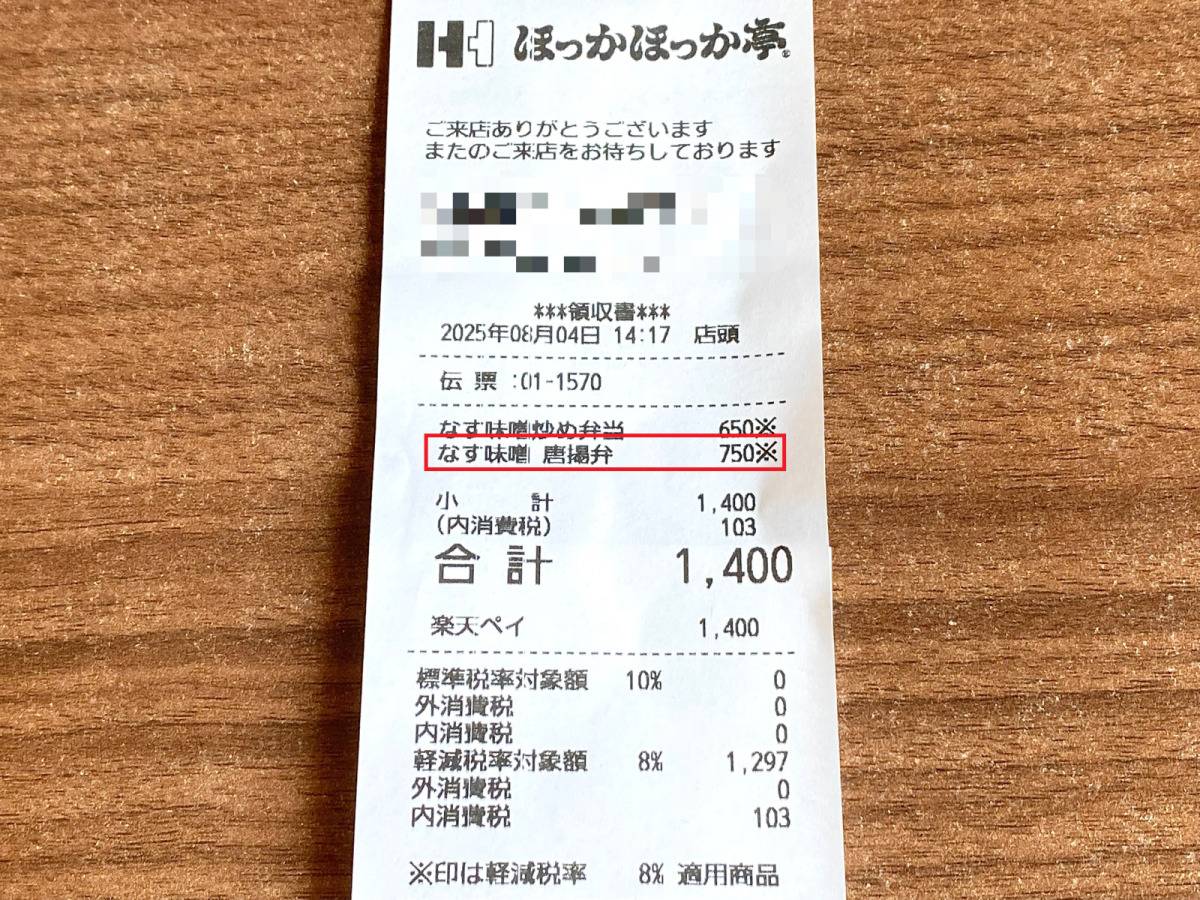 ほっかほっか亭
ご来店ありがとうございます
またのご来店をお待ちしております
***領収書***
2025年08月04日 14:17 店頭
伝 票 :01-1570
なす味噌炒め弁当 650※
なす味噌 唐揚弁 750※
小 計 1,400
(内消費税) 103
合 計 1,400
楽天ペイ 1,400
標準税率対象額 10% 0
外消費税 0
内消費税 0
軽減税率対象額 8% 1,297
外消費税 0
内消費税 103
※印は軽減税率 8% 適用商品